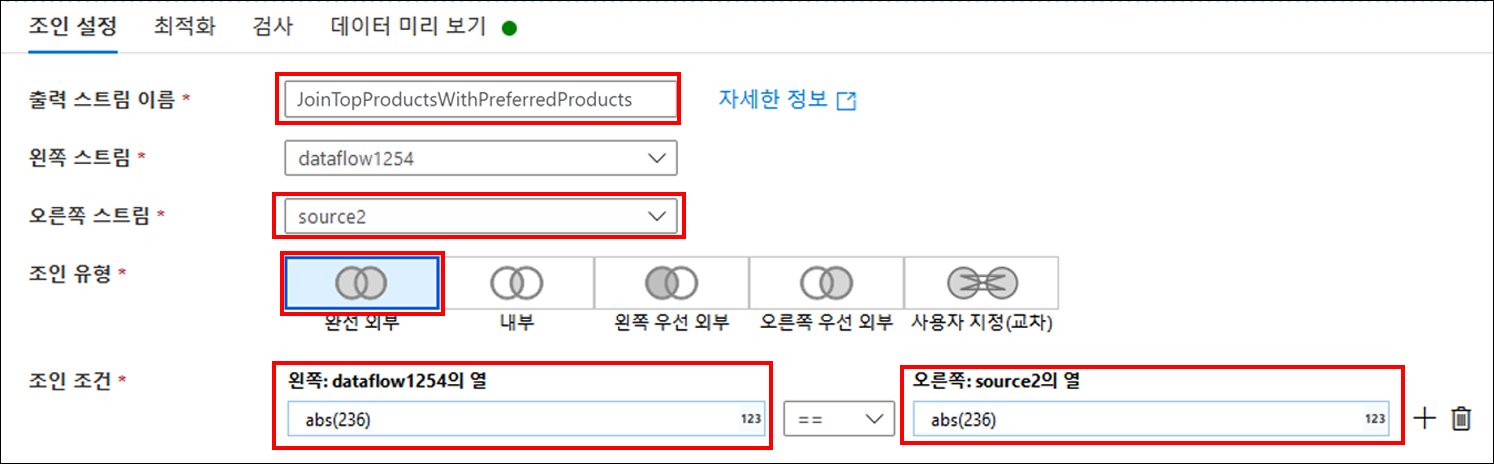 조인 설정 최적화 검사 데이터 미리 보기
출력 스트림 이름 * JoinTopProductsWithPreferredProducts 자세한 정보
왼쪽 스트림 * dataflow1254
오른쪽 스트림 * source2
조인 유형 *
완선 외부 내부 왼쪽 우선 외부 오른쪽 우선 외부 사용자 지정(교차)
조인 조건 * 왼쪽: dataflow1254의 열 오른쪽: source2의 열
abs(236) 123 == abs(236) 123